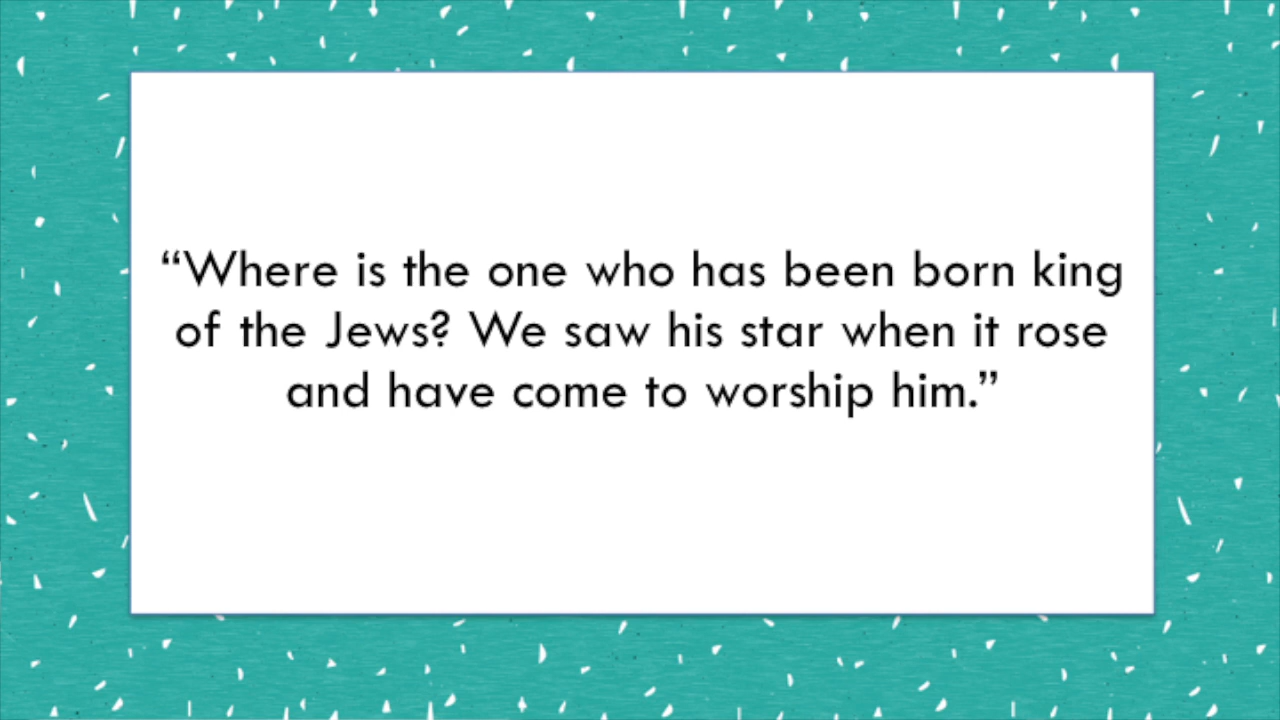 “Where is the one who has been born king
of the Jews? We saw his star when it rose
and have come to worship him.”